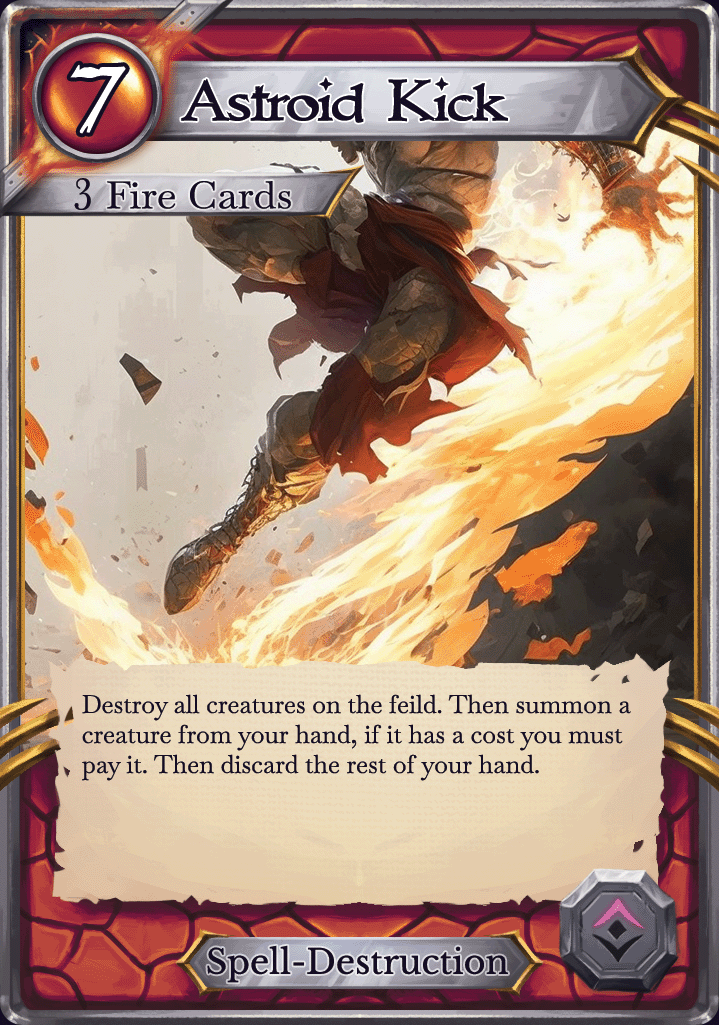 7
Astroid Kick
3 Fire Cards
Destroy all creatures on the feild. Then summon a
creature from your hand, if it has a cost you must
pay it. Then discard the rest of your hand.
Spell-Destruction